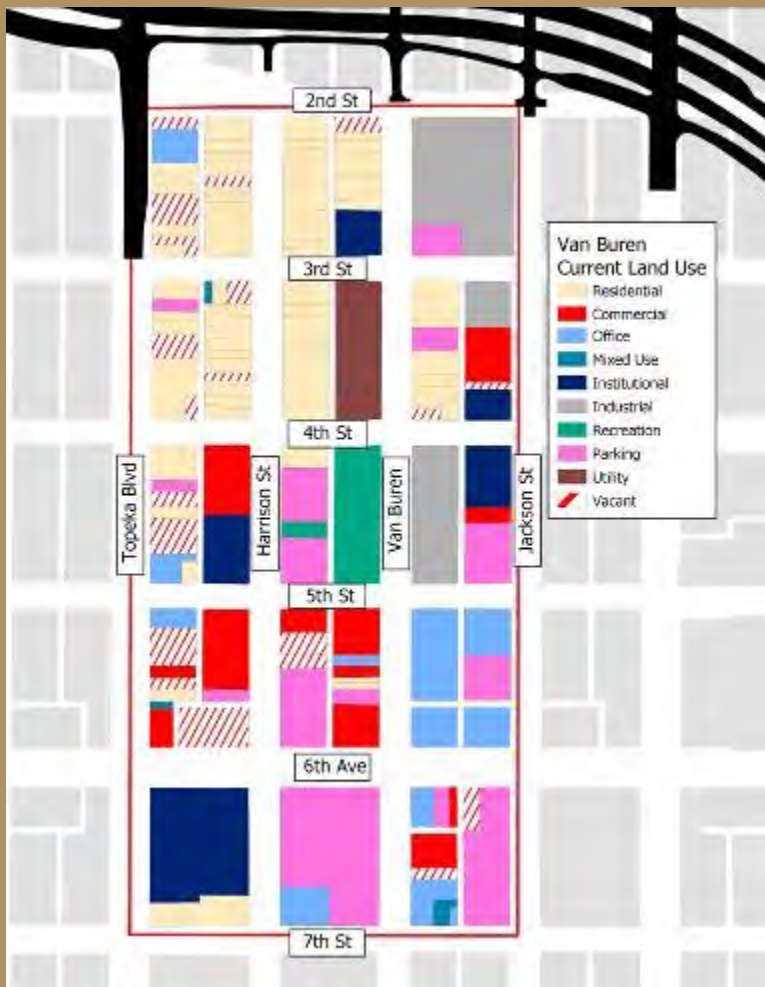 2nd St
3rd St
Van Buren
Current Land Use
Residential
Commercial
Office
Mixed Use
Institutional
Industrial
Recreation
Parking
Utility
Vacant
4th St
Topeka Blvd
Harrison St
Van Buren
Jackson St
5th St
6th Ave
7th St